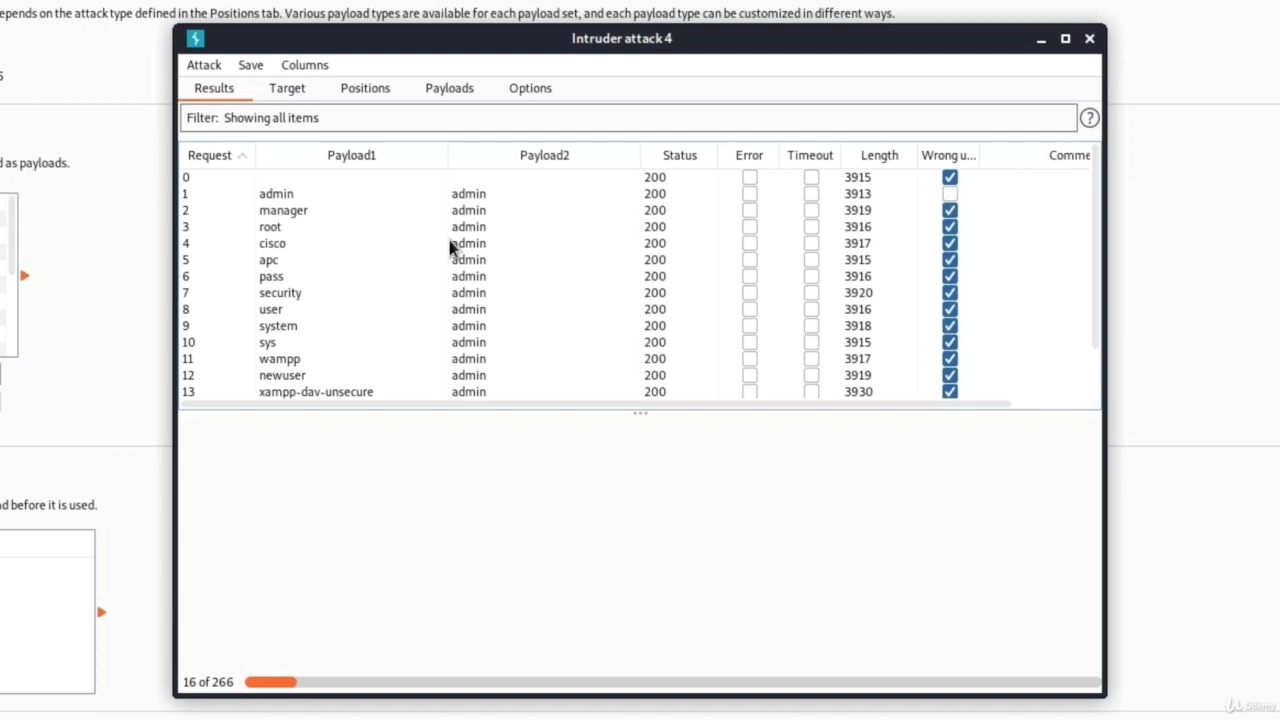 epends on the attack type defined in the Positions tab. Various payload types are available for each payload set, and each payload type can be customized in different ways.
Intruder attack 4
Attack Save Columns
s
Results Target Positions Payloads Options
Filter: Showing all items ?
d as payloads.
Request Payload1 Payload2 Status Error Timeout Length Wrong u... Comme
0 200 3915
1 admin admin 200 3913
2 manager admin 200 3919
3 root admin 200 3916
4 cisco admin 200 3917
5 apc admin 200 3915
6 pass admin 200 3916
7 security admin 200 3920
8 user admin 200 3916
9 system admin 200 3918
10 sys admin 200 3915
11 wampp admin 200 3917
12 newuser admin 200 3919
13 xampp-dav-unsecure admin 200 3930
d before it is used.
16 of 266
Udemy